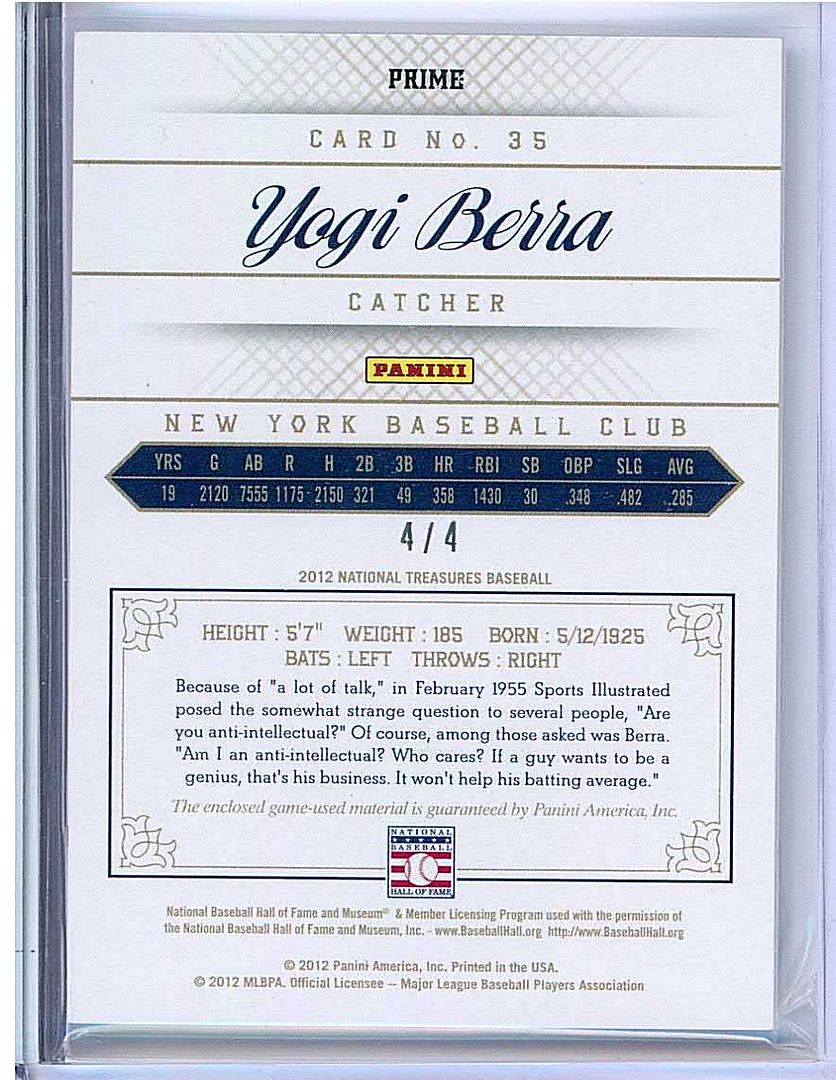 PRIME
CARD NO. 35
Yogi Berra
CATCHER
PANINI
NEW YORK BASEBALL CLUB
YRS G AB R H 2B 3B HR RBI SB OBP SLG AVG
19 2120 7555 1175 2150 321 49 358 1430 30 .348 .482 .285
4/4
2012 NATIONAL TREASURES BASEBALL
HEIGHT : 5'7" WEIGHT : 185 BORN : 5/12/1925
BATS : LEFT THROWS : RIGHT
Because of "a lot of talk," in February 1955 Sports Illustrated
posed the somewhat strange question to several people, "Are
you anti-intellectual?" Of course, among those asked was Berra.
"Am I an anti-intellectual? Who cares? If a guy wants to be a
genius, that's his business. It won't help his batting average."
The enclosed game-used material is guaranteed by Panini America, Inc.
NATIONAL
BASEBALL
HALL OF FAME
National Baseball Hall of Fame and Museum® & Member Licensing Program used with the permission of
the National Baseball Hall of Fame and Museum, Inc. - www.BaseballHall.org http://www.BaseballHall.org
© 2012 Panini America, Inc. Printed in the USA.
© 2012 MLBPA. Official Licensee -- Major League Baseball Players Association